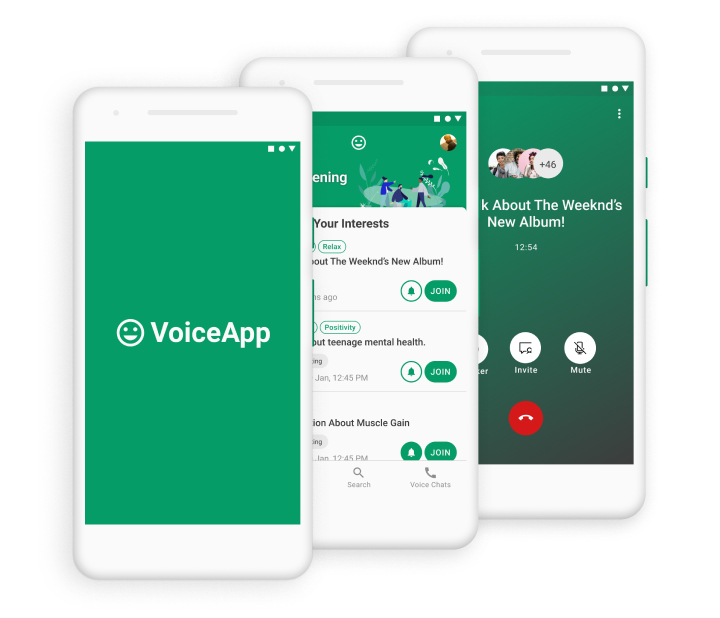 VoiceApp
ening
Your Interests
Relax
out The Weeknd's New Album!
ns ago
JOIN
Positivity
out teenage mental health.
ing
Jan, 12:45 PM
JOIN
ion About Muscle Gain
ing
Jan, 12:45 PM
JOIN
Search
Voice Chats
+46
k About The Weeknd's
New Album!
12:54
ker
Invite
Mute